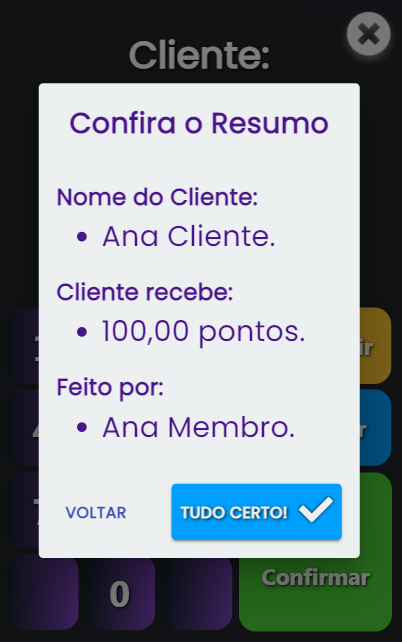 Cliente:
Confira o Resumo
Nome do Cliente:
Ana Cliente.
Cliente recebe:
100,00 pontos.
Feito por:
Ana Membro.
VOLTAR
TUDO CERTO!
Confirmar
0